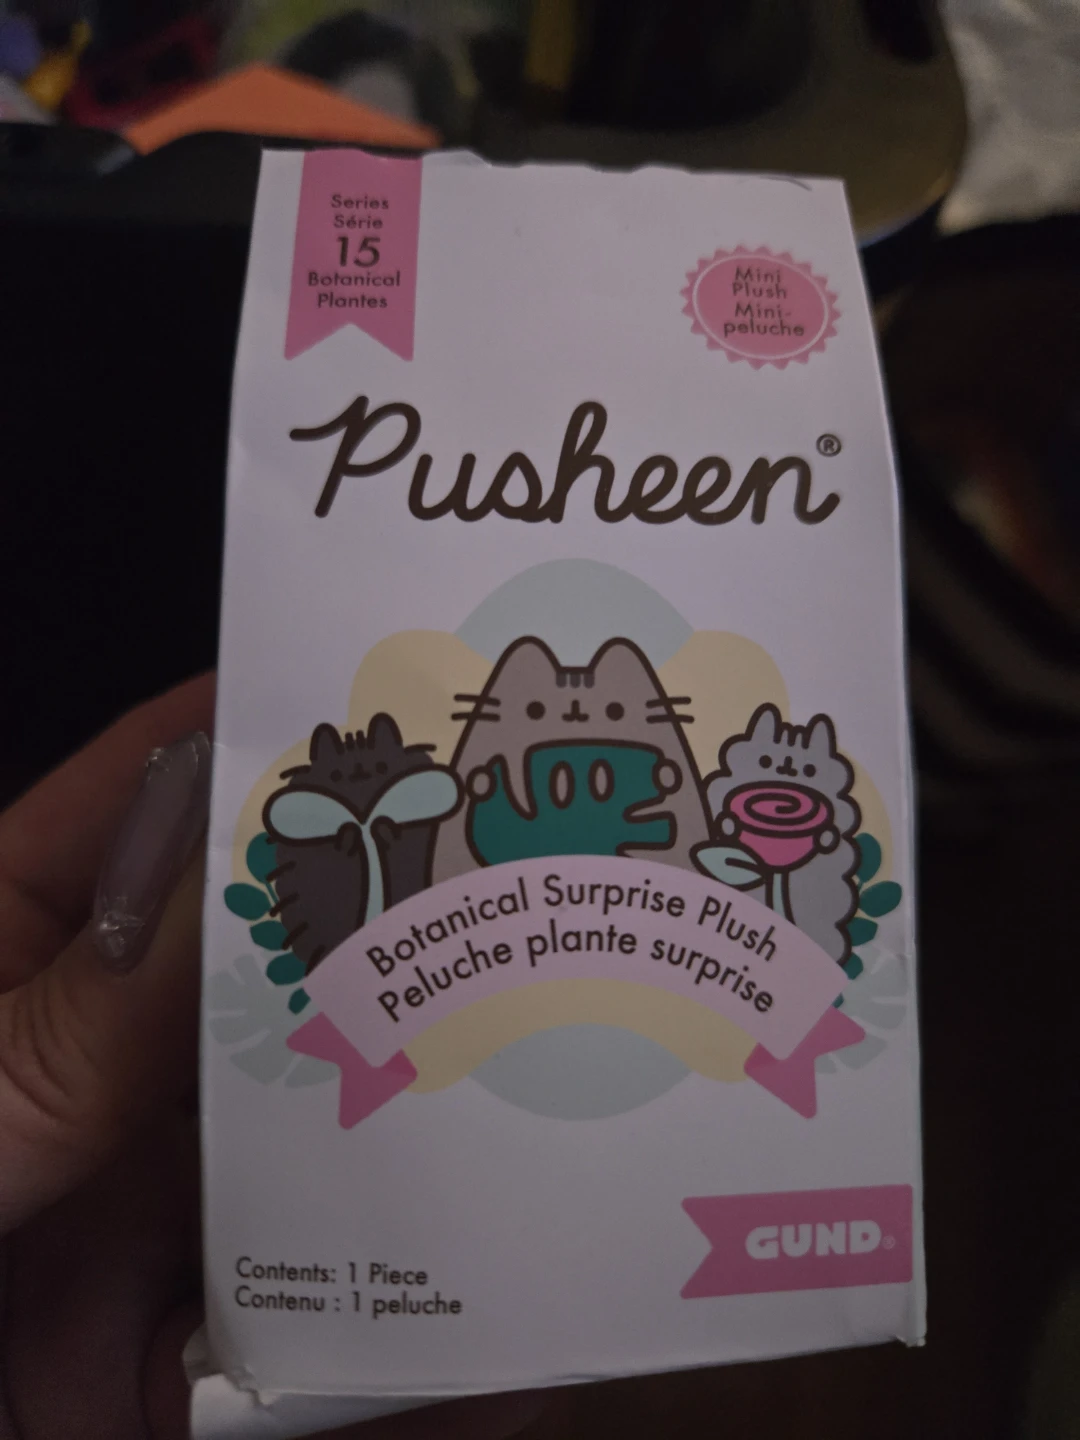 Series
Série
15
Botanical
Plantes
Mini
Plush
Mini-
peluche
Pusheen®
Botanical Surprise Plush
Peluche plante surprise
GUND®
Contents: 1 Piece
Contenu : 1 peluche